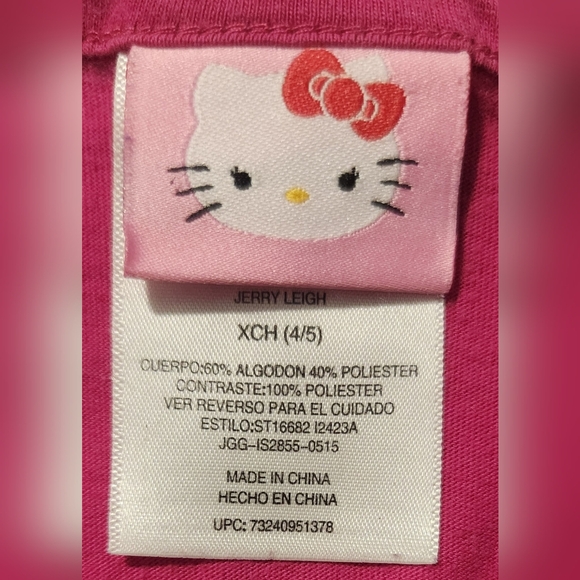 JERRY LEIGH
XCH (4/5)
CUERPO:60% ALGODON 40% POLIESTER
CONTRASTE:100% POLIESTER
VER REVERSO PARA EL CUIDADO
ESTILO:ST16682 I2423A
JGG-IS2855-0515
MADE IN CHINA
HECHO EN CHINA
UPC: 73240951378